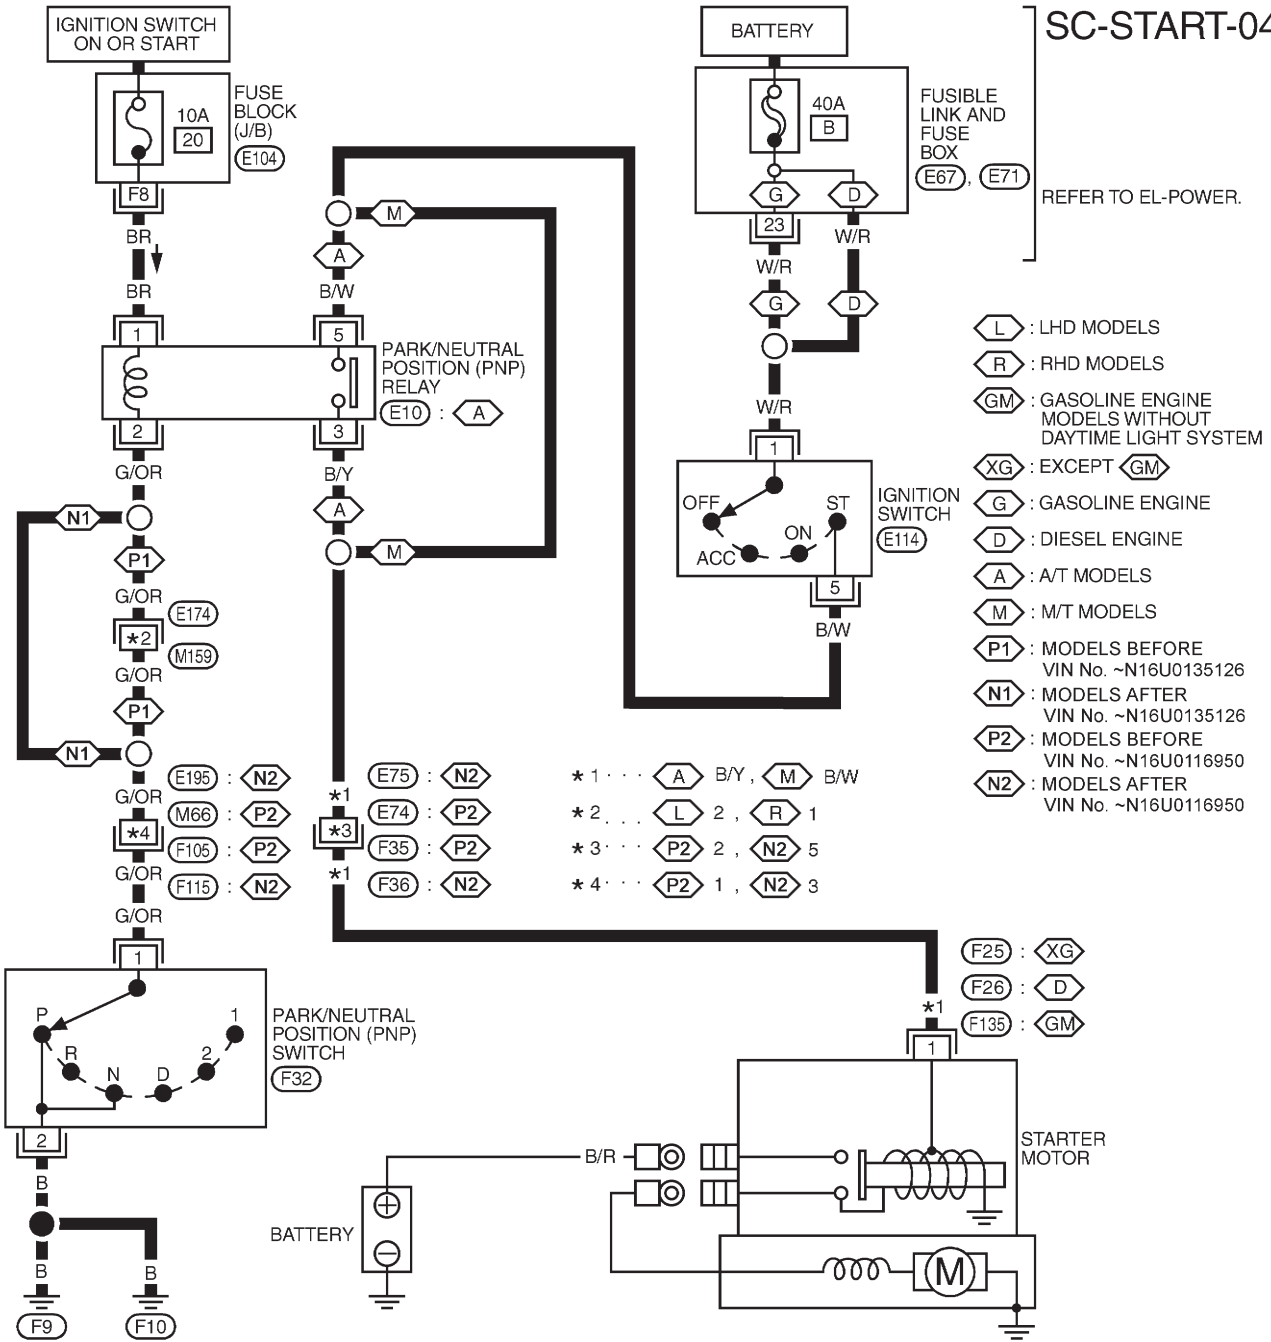 IGNITION SWITCH
ON OR START
BATTERY
SC-START-04
FUSE
BLOCK
(J/B)
E104
10A
20
F8
BR
BR
40A
B
FUSIBLE
LINK AND
FUSE
BOX
E67 , E71
REFER TO EL-POWER.
G
D
23
W/R
W/R
G
D
W/R
M
A
B/W
1
5
PARK/NEUTRAL
POSITION (PNP)
RELAY
E10 : A
2
3
G/OR
B/Y
A
M
N1
P1
G/OR
E174
*2
M159
G/OR
P1
N1
G/OR
1
OFF
ST
ACC
ON
IGNITION
SWITCH
E114
5
B/W
L : LHD MODELS
R : RHD MODELS
GM : GASOLINE ENGINE
MODELS WITHOUT
DAYTIME LIGHT SYSTEM
XG : EXCEPT GM
G : GASOLINE ENGINE
D : DIESEL ENGINE
A : A/T MODELS
M : M/T MODELS
P1 : MODELS BEFORE
VIN No. ~N16U0135126
N1 : MODELS AFTER
VIN No. ~N16U0135126
P2 : MODELS BEFORE
VIN No. ~N16U0116950
N2 : MODELS AFTER
VIN No. ~N16U0116950
E195 : N2
M66 : P2
F105 : P2
F115 : N2
*4
G/OR
G/OR
*1
*3
*1
E75 : N2
E74 : P2
F35 : P2
F36 : N2
*1 · · · A B/Y , M B/W
*2 . . . L 2 , R 1
*3 · · · P2 2 , N2 5
*4 · · · P2 1 , N2 3
1
P
R
N
D
2
1
PARK/NEUTRAL
POSITION (PNP)
SWITCH
F32
2
B
B
B
F9
F10
F25 : XG
F26 : D
F135 : GM
*1
1
STARTER
MOTOR
B/R
BATTERY
+
−
M